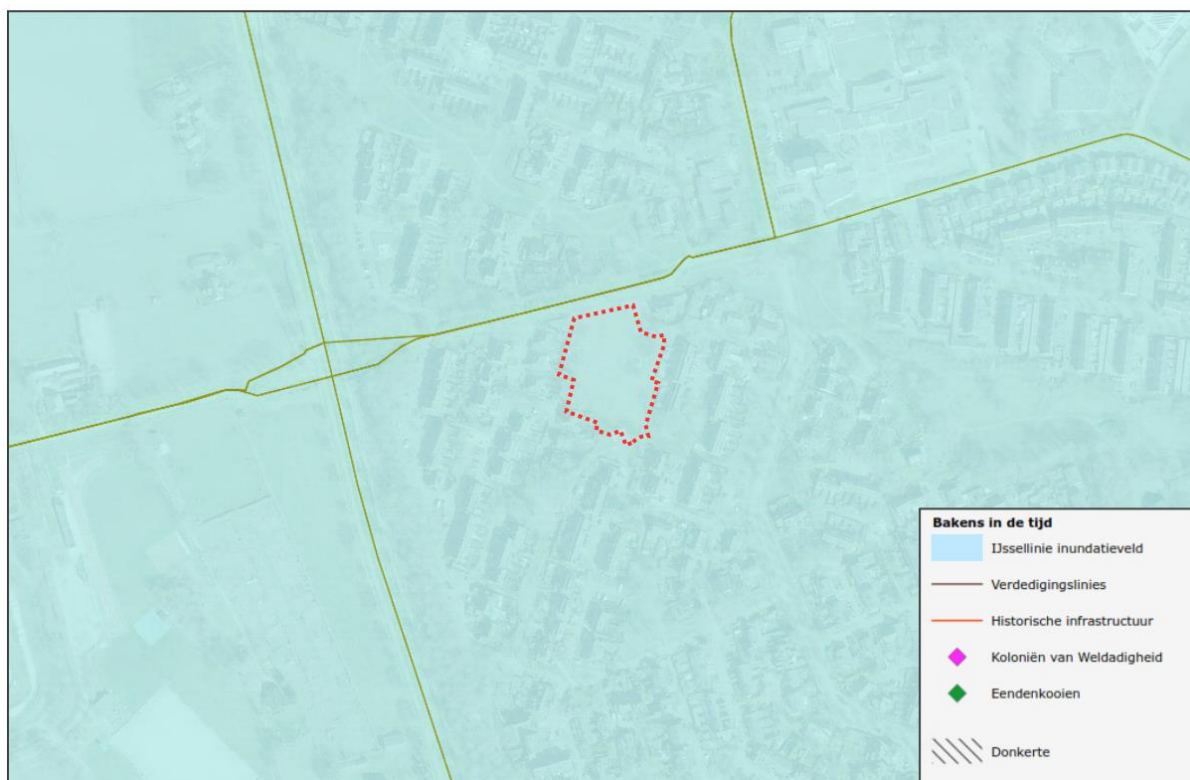 Bakens in de tijd
IJssellinie inundatieveld
Verdedigingslinies
Historische infrastructuur
Koloniën van Weldadigheid
Eendenkooien
Donkerte